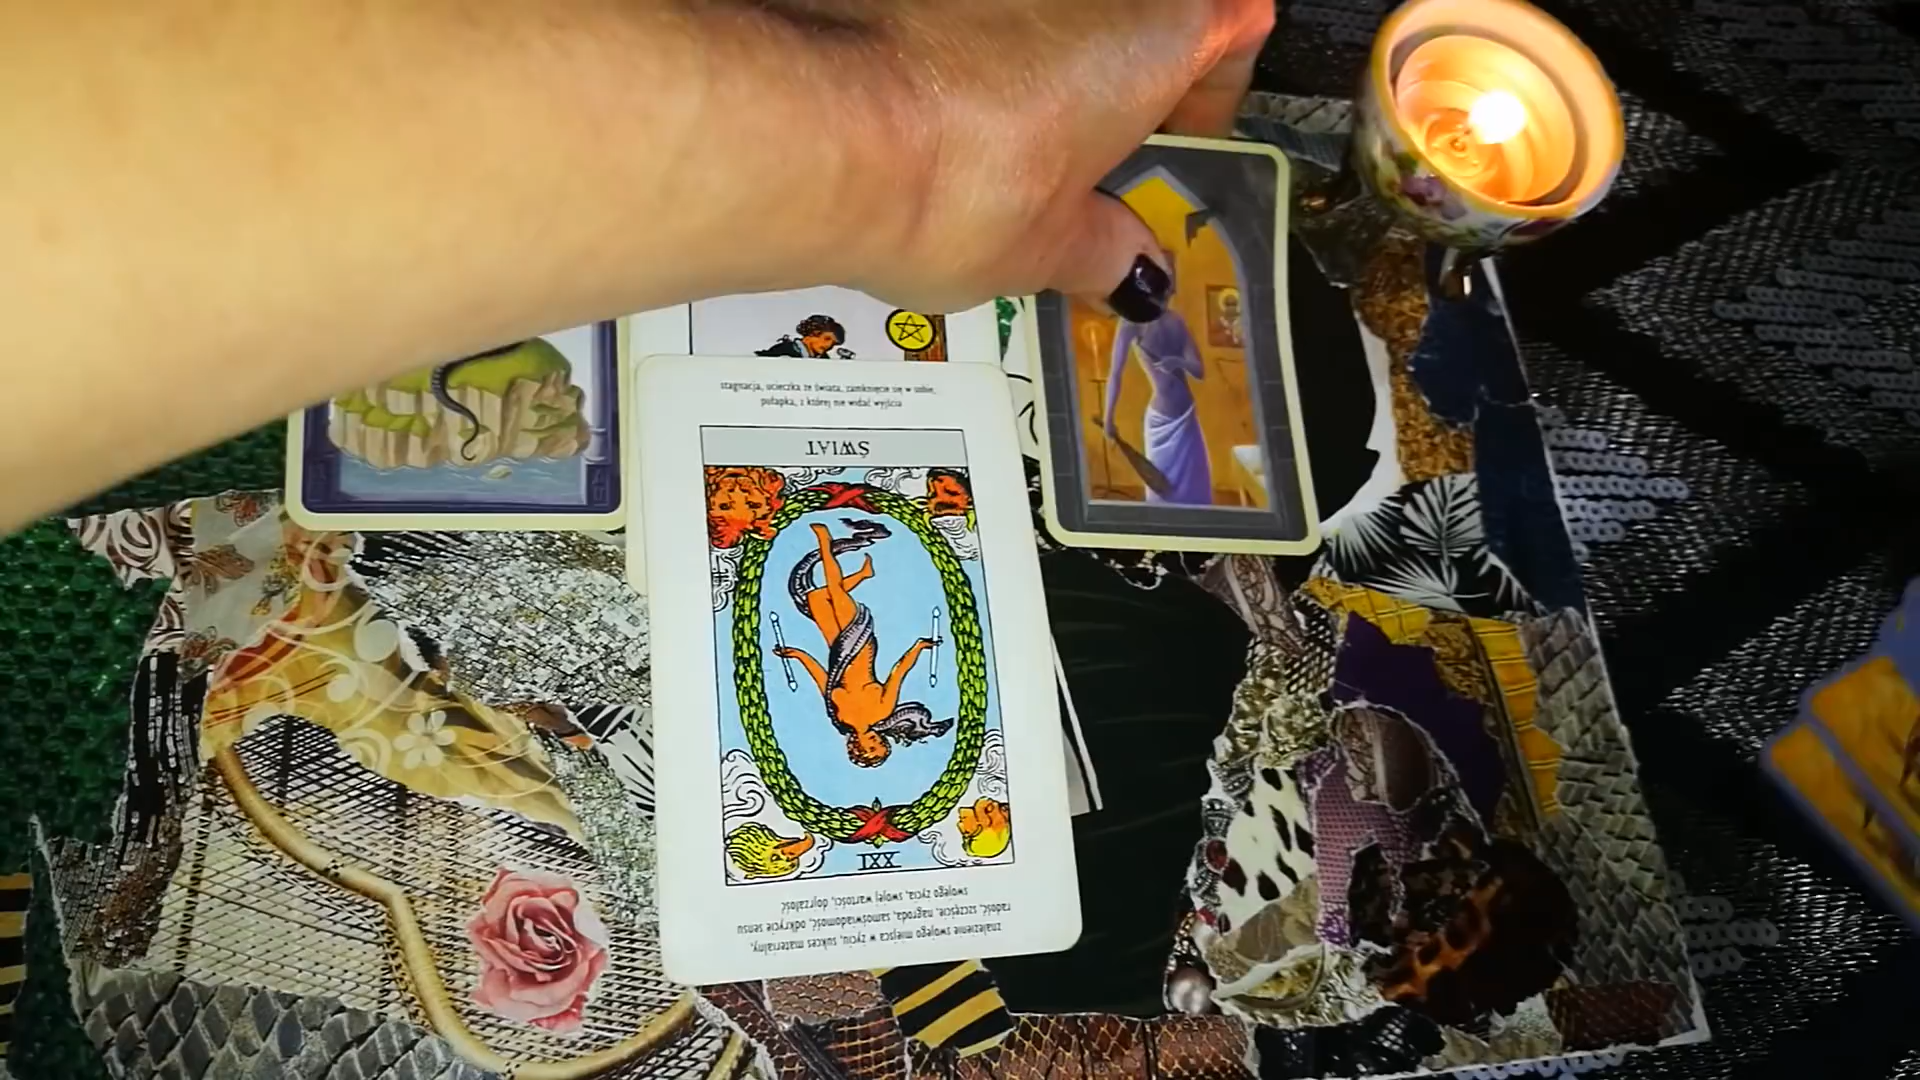 stagnacja, ucieczka ze świata, zamknięcie się w sobie,
pułapka, z której nie widać wyjścia
ŚWIAT
XXI
znalezienie swojego miejsca w życiu, sukces materialny,
radość, szczęście, nagroda, samoświadomość, odkrycie sensu
swojego życia, swojej wartości, dojrzałość